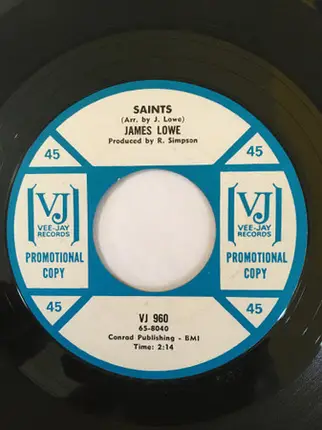 SAINTS
(Arr. by J. Lowe)
JAMES LOWE
Produced by R. Simpson
45
45
VJ
VEE-JAY
RECORDS
PROMOTIONAL
COPY
VJ
VEE-JAY
RECORDS
PROMOTIONAL
COPY
45
45
VJ 960
65-8040
Conrad Publishing - BMI
Time: 2:14